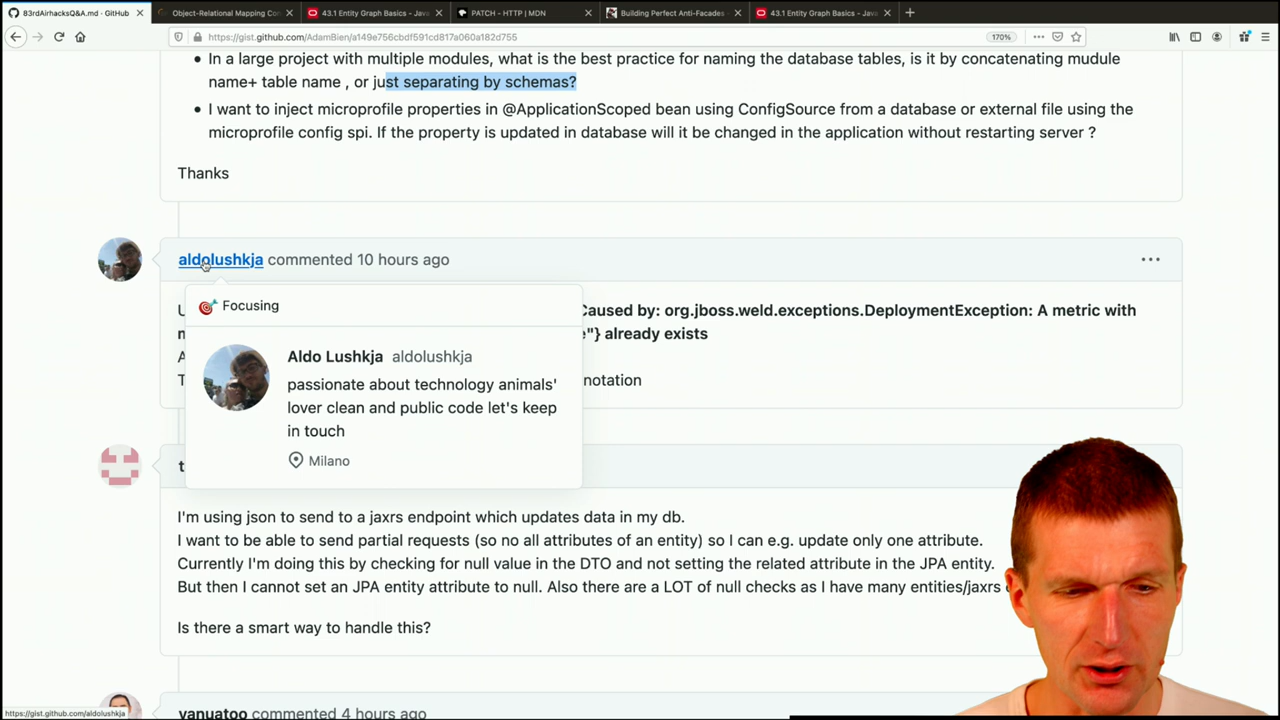 83rdAirhacksQ&A.md · GitHub
Object-Relational Mapping Con
43.1 Entity Graph Basics - Java
PATCH - HTTP | MDN
Building Perfect Anti-Facades
43.1 Entity Graph Basics - Java
https://gist.github.com/AdamBien/a149e756cbdf591cd817a060a182d755
170%
In a large project with multiple modules, what is the best practice for naming the database tables, is it by concatenating mudule
name+ table name , or just separating by schemas?
I want to inject microprofile properties in @ApplicationScoped bean using ConfigSource from a database or external file using the
microprofile config spi. If the property is updated in database will it be changed in the application without restarting server ?
Thanks
aldolushkja commented 10 hours ago
Caused by: org.jboss.weld.exceptions.DeploymentException: A metric with
"} already exists
notation
Focusing
Aldo Lushkja aldolushkja
passionate about technology animals'
lover clean and public code let's keep
in touch
Milano
I'm using json to send to a jaxrs endpoint which updates data in my db.
I want to be able to send partial requests (so no all attributes of an entity) so I can e.g. update only one attribute.
Currently I'm doing this by checking for null value in the DTO and not setting the related attribute in the JPA entity.
But then I cannot set an JPA entity attribute to null. Also there are a LOT of null checks as I have many entities/jaxrs
Is there a smart way to handle this?
vanuatoo commented 4 hours ago
https://gist.github.com/aldolushkja